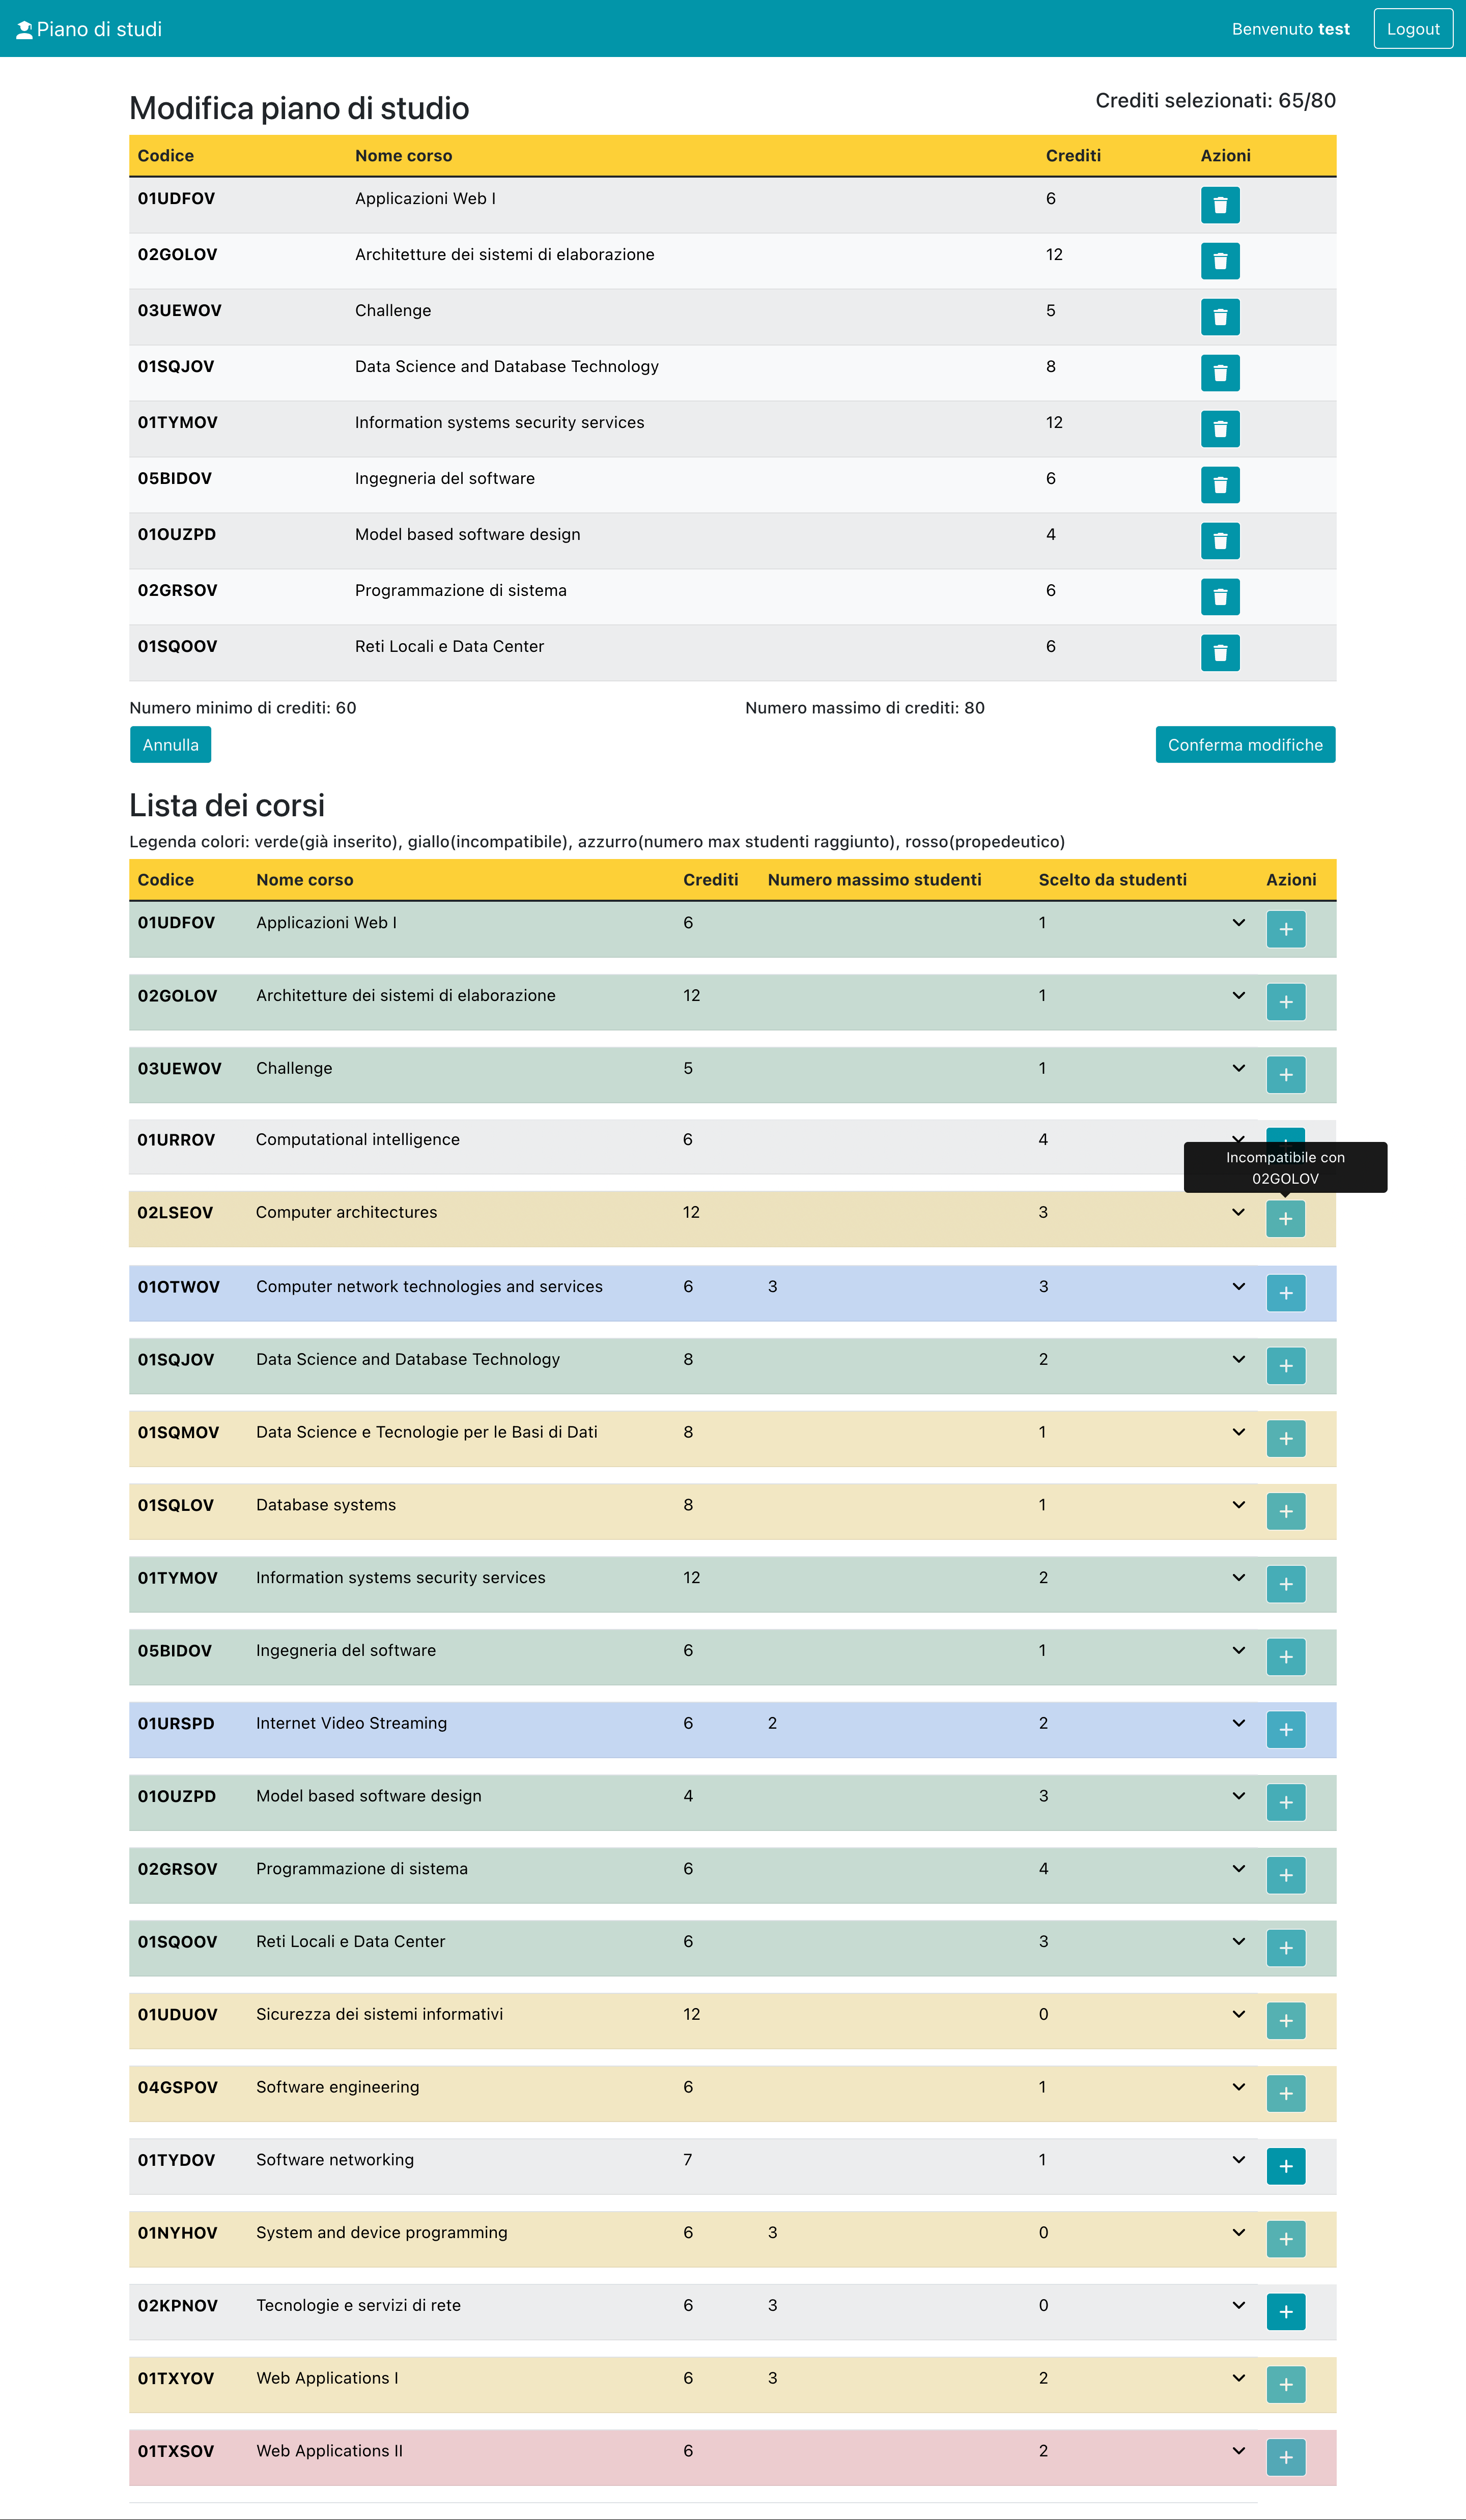 Piano di studi Benvenuto test Logout
Modifica piano di studio Crediti selezionati: 65/80
Codice Nome corso Crediti Azioni
01UDFOV Applicazioni Web I 6
02GOLOV Architetture dei sistemi di elaborazione 12
03UEWOV Challenge 5
01SQJOV Data Science and Database Technology 8
01TYMOV Information systems security services 12
05BIDOV Ingegneria del software 6
01OUZPD Model based software design 4
02GRSOV Programmazione di sistema 6
01SQOOV Reti Locali e Data Center 6
Numero minimo di crediti: 60 Numero massimo di crediti: 80
Annulla Conferma modifiche
Lista dei corsi
Legenda colori: verde(già inserito), giallo(incompatibile), azzurro(numero max studenti raggiunto), rosso(propedeutico)
Codice Nome corso Crediti Numero massimo studenti Scelto da studenti Azioni
01UDFOV Applicazioni Web I 6 1
02GOLOV Architetture dei sistemi di elaborazione 12 1
03UEWOV Challenge 5 1
01URROV Computational intelligence 6 4
Incompatibile con
02GOLOV
02LSEOV Computer architectures 12 3
01OTWOV Computer network technologies and services 6 3 3
01SQJOV Data Science and Database Technology 8 2
01SQMOV Data Science e Tecnologie per le Basi di Dati 8 1
01SQLOV Database systems 8 1
01TYMOV Information systems security services 12 2
05BIDOV Ingegneria del software 6 1
01URSPD Internet Video Streaming 6 2 2
01OUZPD Model based software design 4 3
02GRSOV Programmazione di sistema 6 4
01SQOOV Reti Locali e Data Center 6 3
01UDUOV Sicurezza dei sistemi informativi 12 0
04GSPOV Software engineering 6 1
01TYDOV Software networking 7 1
01NYHOV System and device programming 6 3 0
02KPNOV Tecnologie e servizi di rete 6 3 0
01TXYOV Web Applications I 6 3 2
01TXSOV Web Applications II 6 2